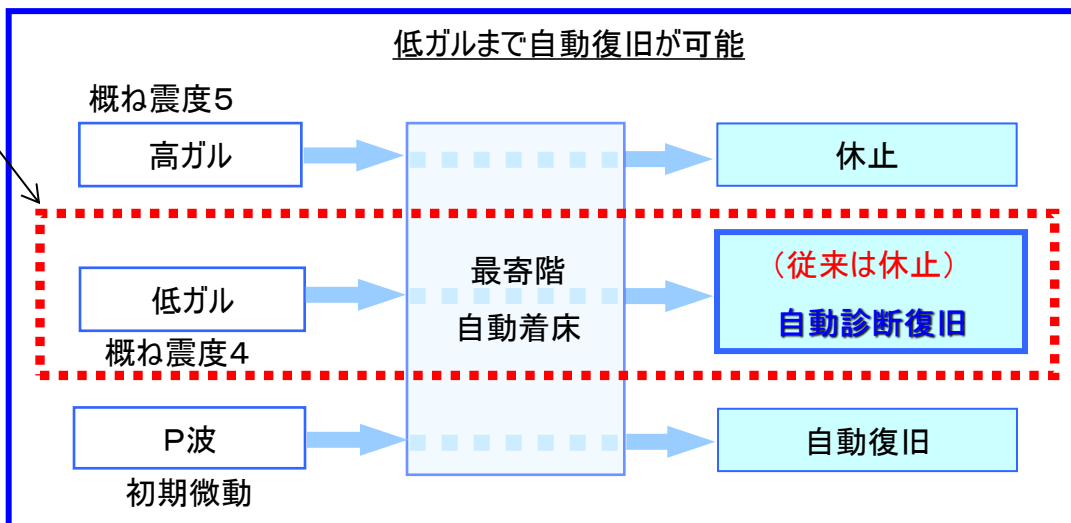 低ガルまで自動復旧が可能
概ね震度5
高ガル
休止
最寄階
自動着床
低ガル
概ね震度4
（従来は休止）
自動診断復旧
P波
初期微動
自動復旧